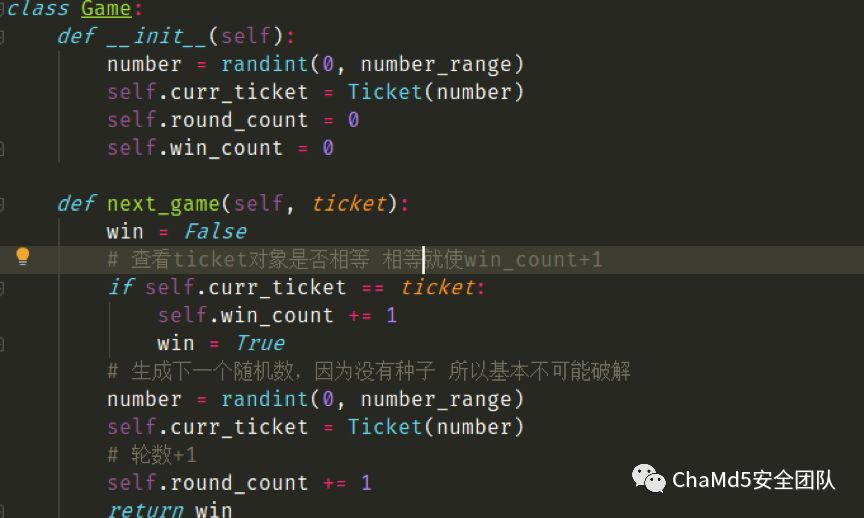 class Game:
    def __init__(self):
        number = randint(0, number_range)
        self.curr_ticket = Ticket(number)
        self.round_count = 0
        self.win_count = 0

    def next_game(self, ticket):
        win = False
        # 查看ticket对象是否相等 相等就使win_count+1
        if self.curr_ticket == ticket:
            self.win_count += 1
            win = True
        # 生成下一个随机数，因为没有种子 所以基本不可能破解
        number = randint(0, number_range)
        self.curr_ticket = Ticket(number)
        # 轮数+1
        self.round_count += 1
        return win
ChaMd5安全团队